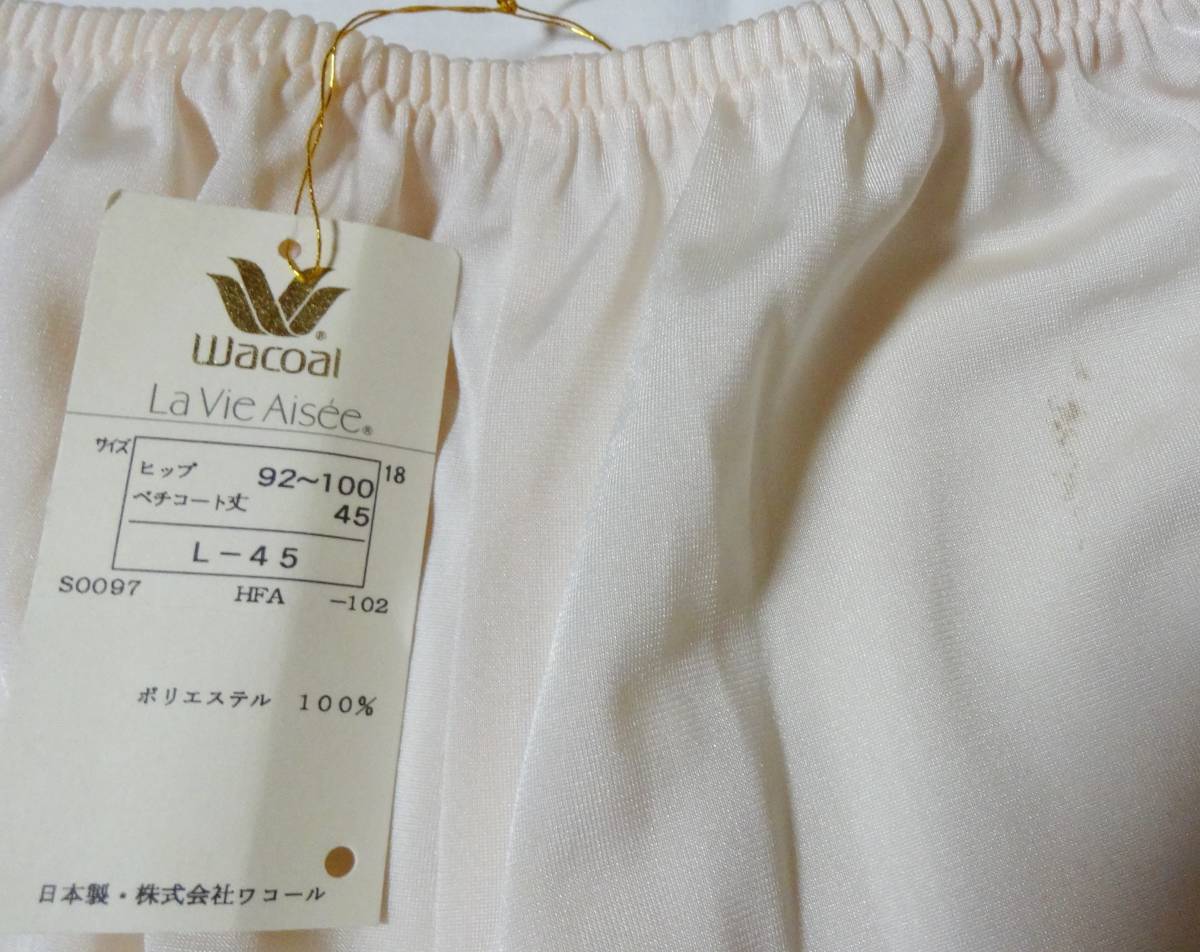 Wacoal®
La Vie Aisée®
サイズ
ヒップ 92～100 18
ペチコート丈 45
L－45
S0097 HFA －102
ポリエステル 100%
日本製・株式会社ワコール